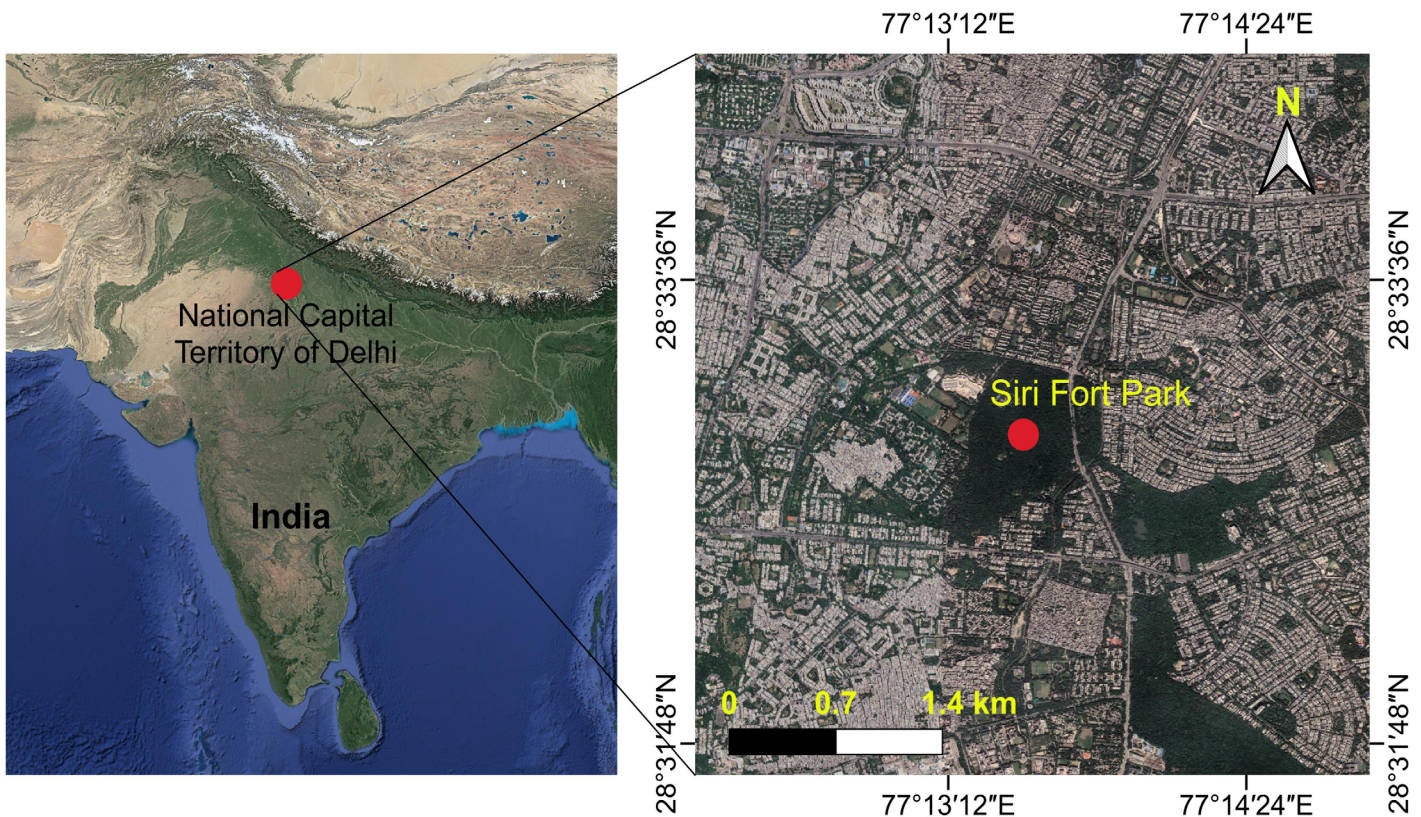 77°13′12″E
77°14′24″E
N
28°33′36″N
28°33′36″N
National Capital
Territory of Delhi
Siri Fort Park
India
0 0.7 1.4 km
28°31′48″N
28°31′48″N
77°13′12″E
77°14′24″E